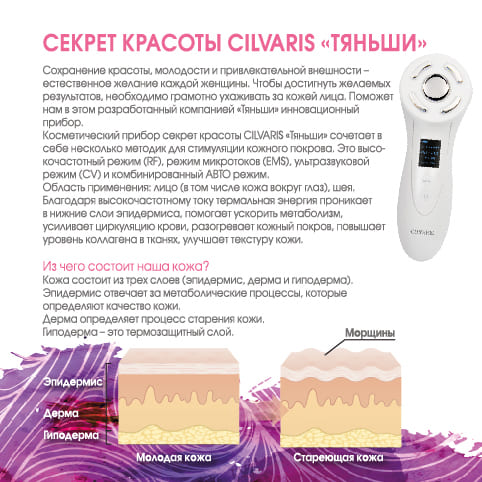 СЕКРЕТ КРАСОТЫ CILVARIS «ТЯНЬШИ»
Сохранение красоты, молодости и привлекательной внешности –
естественное желание каждой женщины. Чтобы достигнуть желаемых
результатов, необходимо грамотно ухаживать за кожей лица. Поможет
нам в этом разработанный компанией «Тяньши» инновационный
прибор.
Косметический прибор секрет красоты CILVARIS «Тяньши» сочетает в
себе несколько методик для стимуляции кожного покрова. Это высо-
кочастотный режим (RF), режим микротоков (EMS), ультразвуковой
режим (CV) и комбинированный АВТО режим.
Область применения: лицо (в том числе кожа вокруг глаз), шея.
Благодаря высокочастотному току термальная энергия проникает
в нижние слои эпидермиса, помогает ускорить метаболизм,
усиливает циркуляцию крови, разогревает кожный покров, повышает
уровень коллагена в тканях, улучшает текстуру кожи.
CILVARIS
Из чего состоит наша кожа?
Кожа состоит из трех слоев (эпидермис, дерма и гиподерма).
Эпидермис отвечает за метаболические процессы, которые
определяют качество кожи.
Дерма определяет процесс старения кожи.
Гиподерма – это термозащитный слой.
Морщины
Эпидермис
Дерма
Гиподерма
Молодая кожа
Стареющая кожа